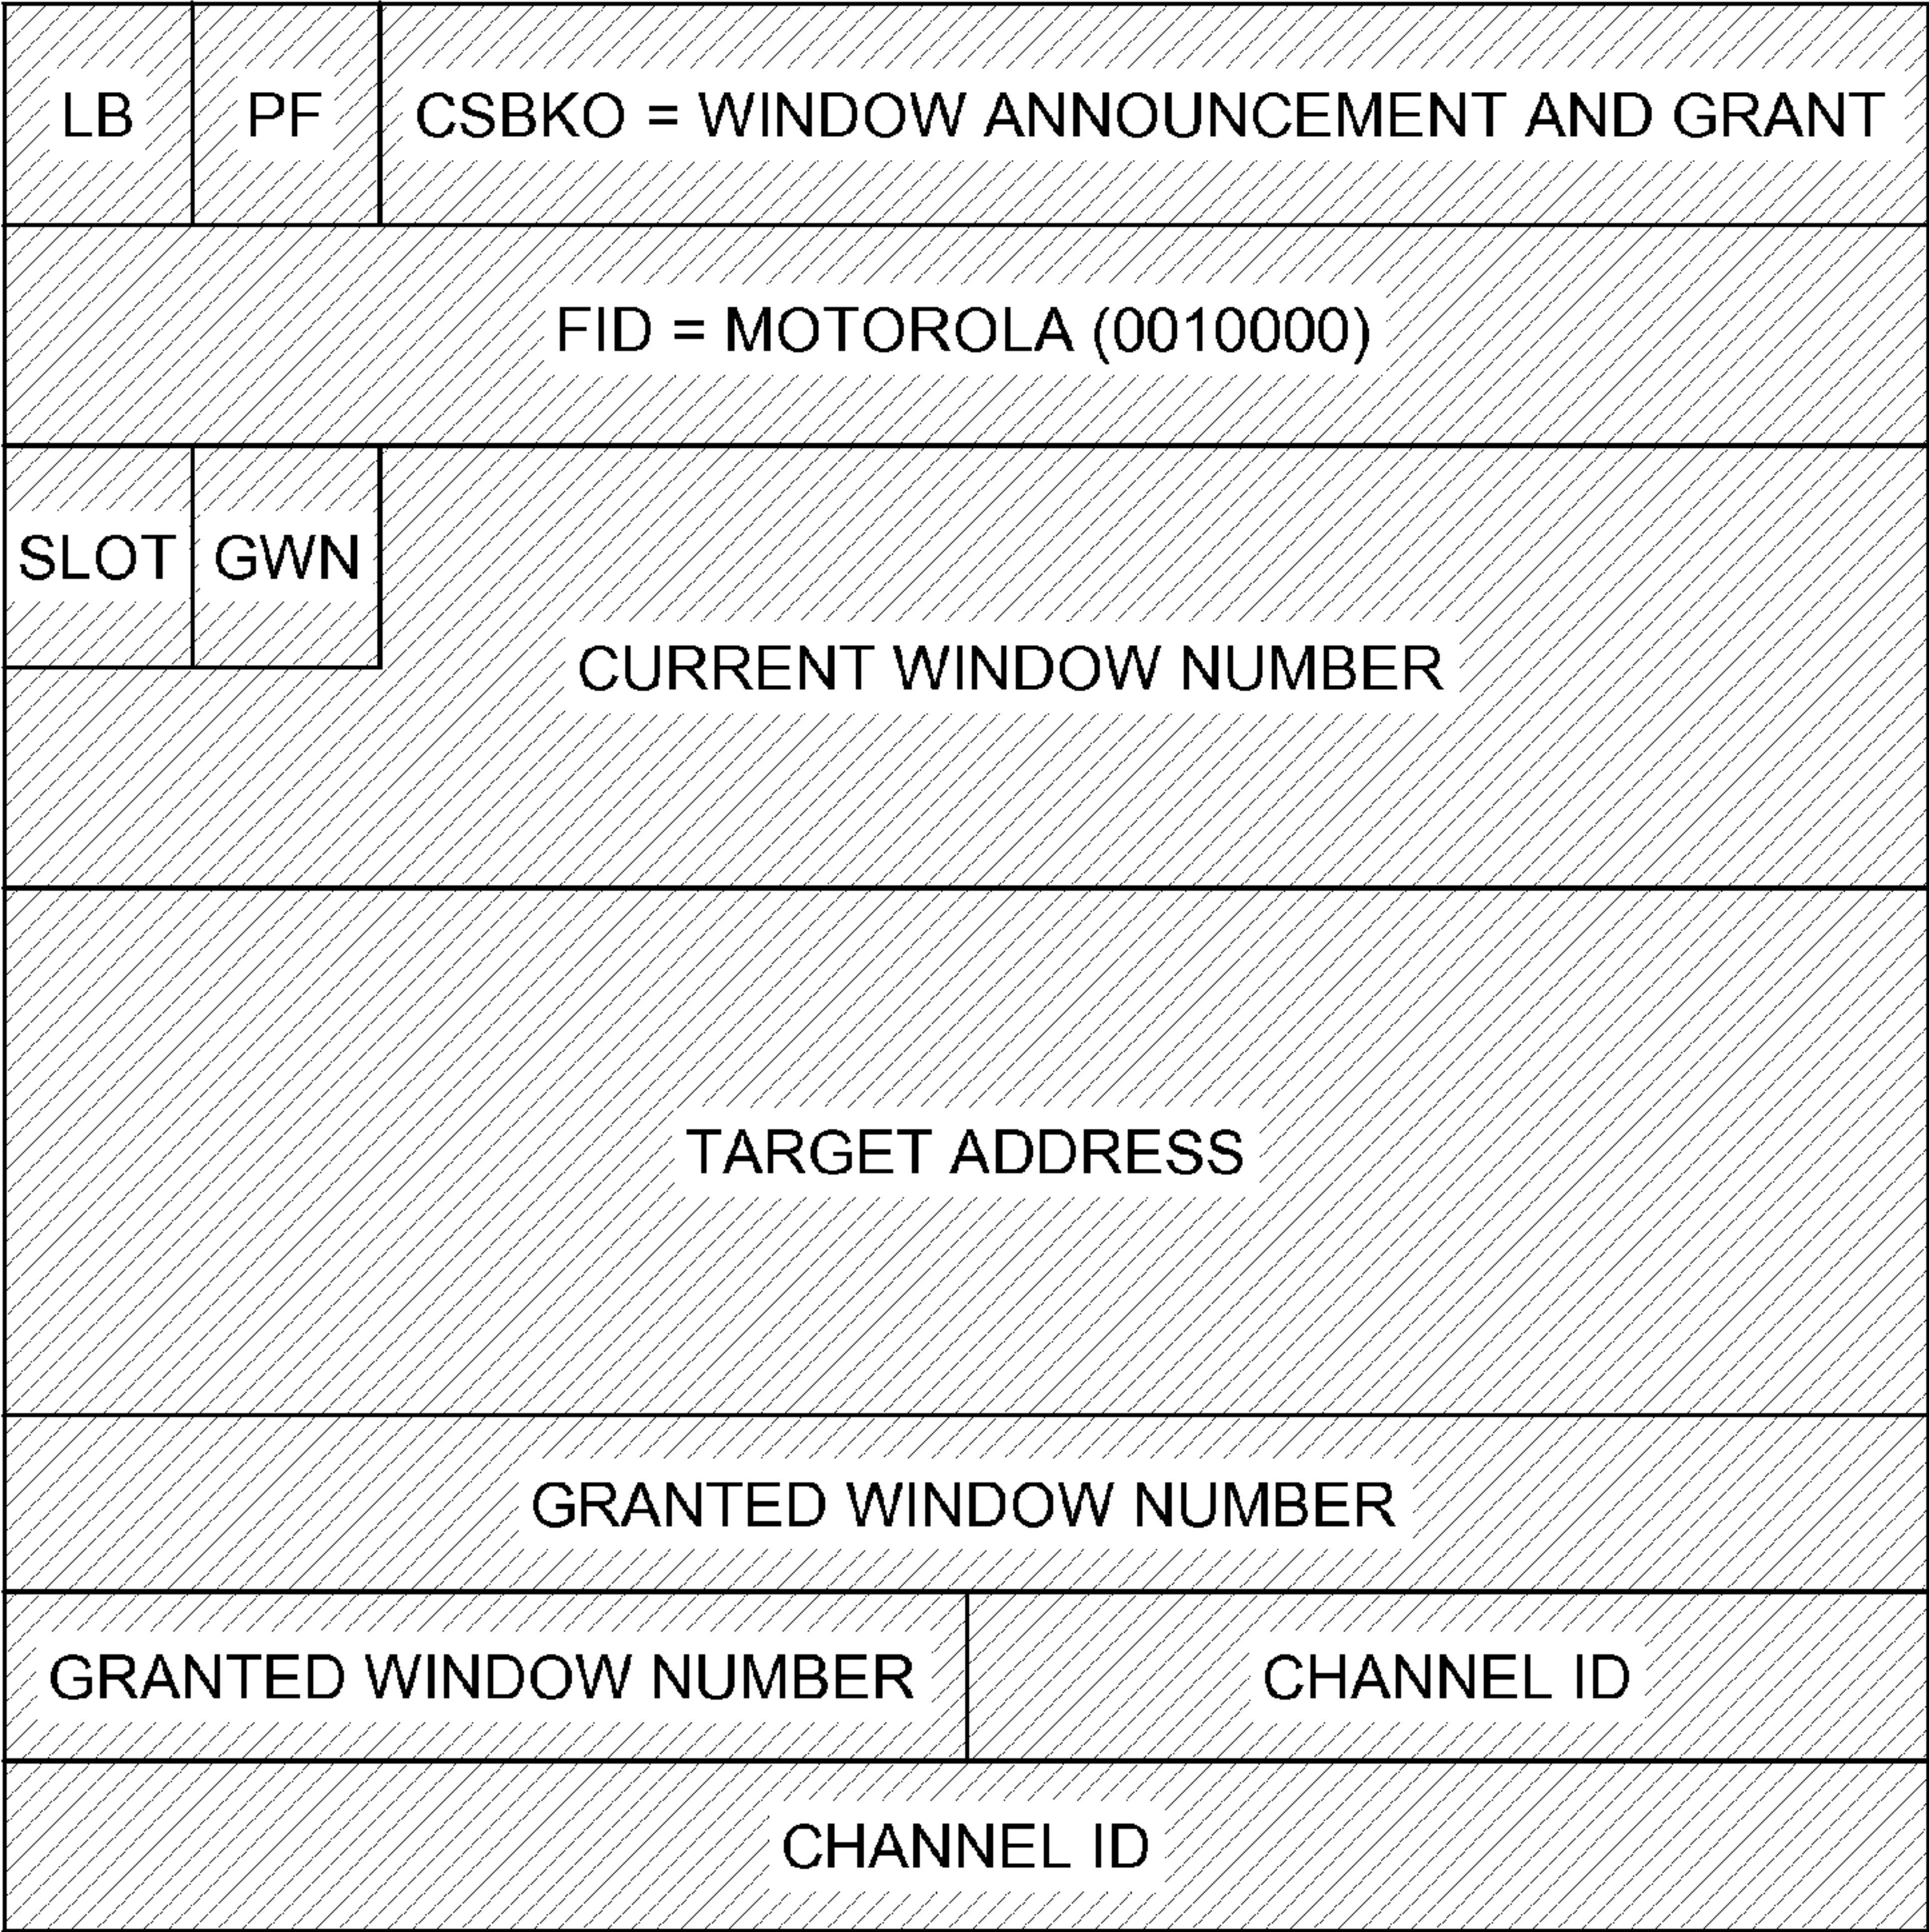 LB PF CSBKO = WINDOW ANNOUNCEMENT AND GRANT
FID = MOTOROLA (0010000)
SLOT GWN
CURRENT WINDOW NUMBER
TARGET ADDRESS
GRANTED WINDOW NUMBER
GRANTED WINDOW NUMBER CHANNEL ID
CHANNEL ID